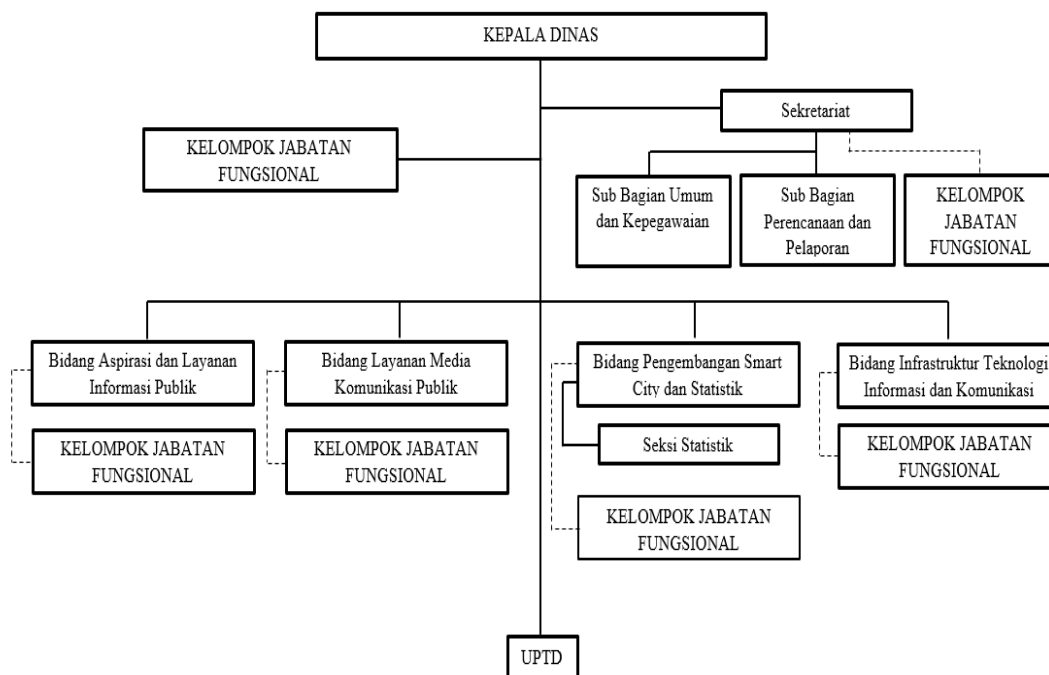 KEPALA DINAS
Sekretariat
KELOMPOK JABATAN
FUNGSIONAL
Sub Bagian Umum
dan Kepegawaian
Sub Bagian
Perencanaan dan
Pelaporan
KELOMPOK
JABATAN
FUNGSIONAL
Bidang Aspirasi dan Layanan
Informasi Publik
Bidang Layanan Media
Komunikasi Publik
Bidang Pengembangan Smart
City dan Statistik
Bidang Infrastruktur Teknologi
Informasi dan Komunikasi
KELOMPOK JABATAN
FUNGSIONAL
KELOMPOK JABATAN
FUNGSIONAL
Seksi Statistik
KELOMPOK JABATAN
FUNGSIONAL
KELOMPOK JABATAN
FUNGSIONAL
UPTD